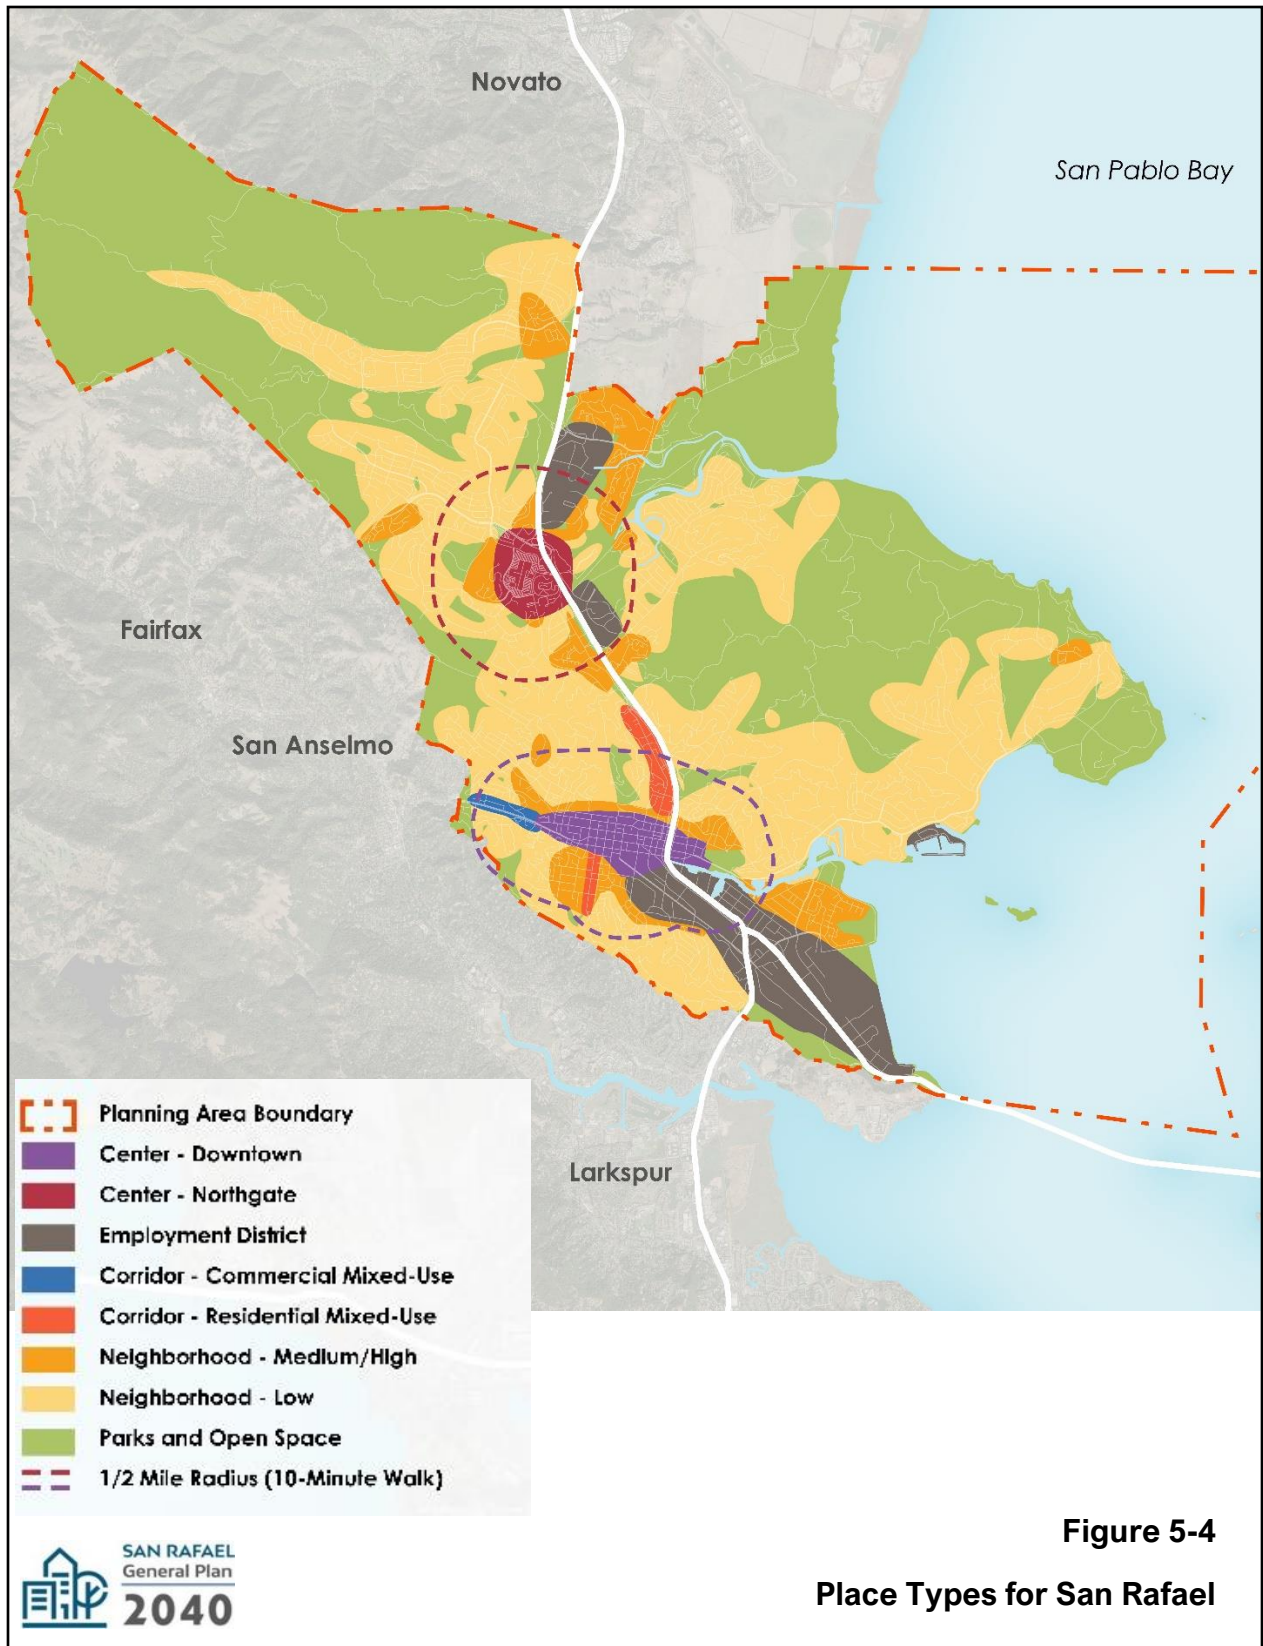 Novato
San Pablo Bay
Fairfax
San Anselmo
Larkspur
Planning Area Boundary
Center - Downtown
Center - Northgate
Employment District
Corridor - Commercial Mixed-Use
Corridor - Residential Mixed-Use
Neighborhood - Medium/High
Neighborhood - Low
Parks and Open Space
1/2 Mile Radius (10-Minute Walk)
SAN RAFAEL
General Plan
2040
Figure 5-4
Place Types for San Rafael